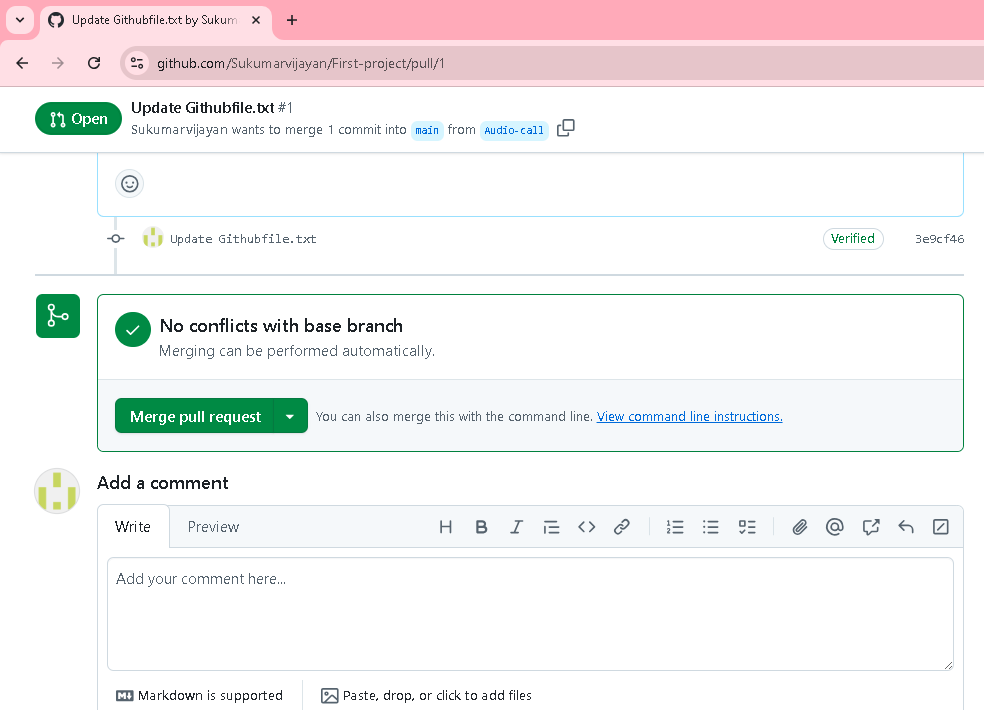 Update Githubfile.txt by Sukum
github.com/Sukumarvijayan/First-project/pull/1
Open
Update Githubfile.txt #1
Sukumarvijayan wants to merge 1 commit into main from Audio-call
Update Githubfile.txt
Verified
3e9cf46
No conflicts with base branch
Merging can be performed automatically.
Merge pull request
You can also merge this with the command line. View command line instructions.
Add a comment
Write
Preview
Add your comment here...
Markdown is supported
Paste, drop, or click to add files